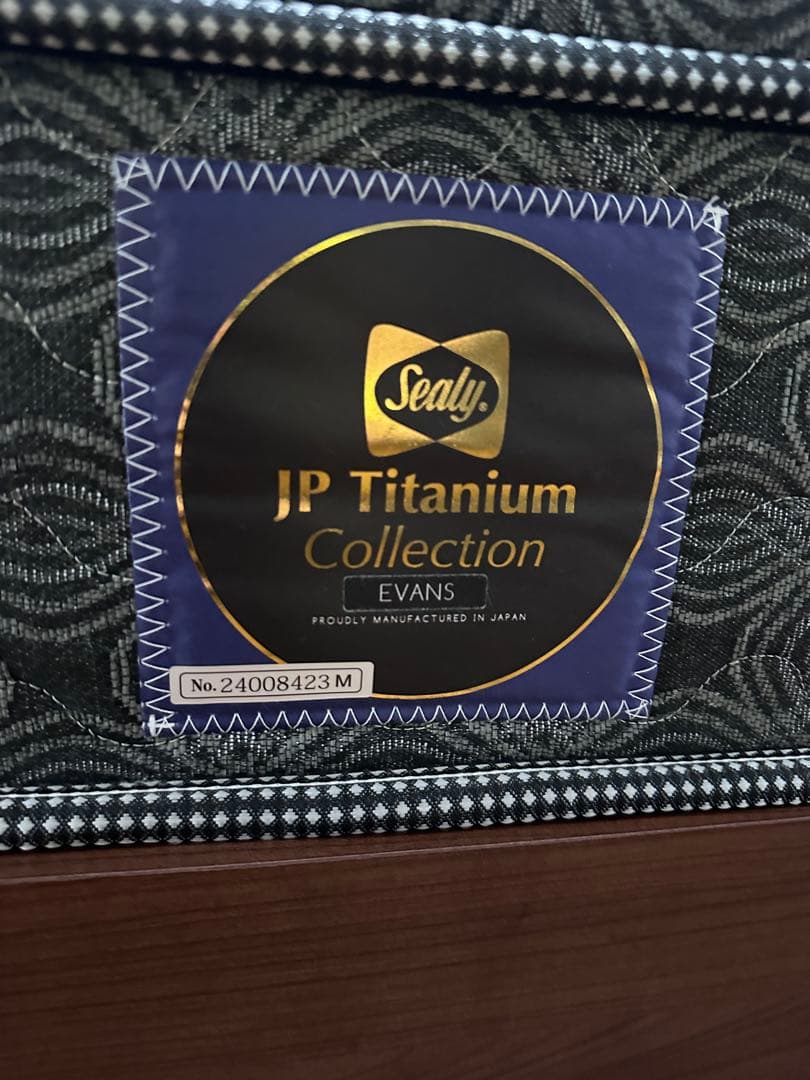 Sealy®
JP Titanium
Collection
EVANS
PROUDLY MANUFACTURED IN JAPAN
No.24008423 M